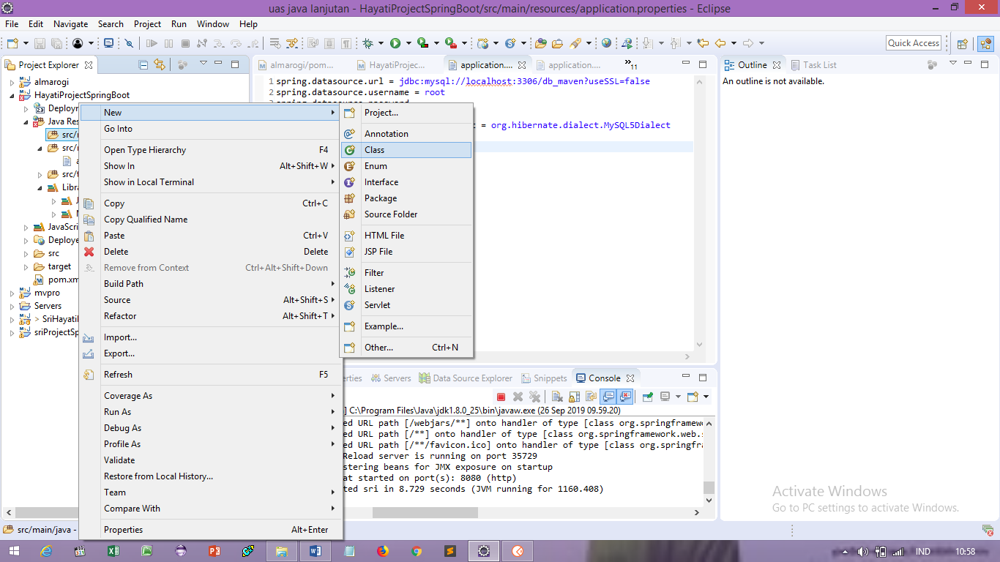 uas java lanjutan - HayatiProjectSpringBoot/src/main/resources/application.properties - Eclipse
File Edit Navigate Search Project Run Window Help
Quick Access
Project Explorer
almarogi
HayatiProjectSpringBoot
Deployn
Java Res
src/
src/
src/t
Libra
JavaScri
Deploye
src
target
pom.xm
mvpro
Servers
> SriHayatil
sriProjectSp
New
Go Into
Open Type Hierarchy F4
Show In Alt+Shift+W
Show in Local Terminal
Copy Ctrl+C
Copy Qualified Name
Paste Ctrl+V
Delete Delete
Remove from Context Ctrl+Alt+Shift+Down
Build Path
Source Alt+Shift+S
Refactor Alt+Shift+T
Import...
Export...
Refresh F5
Coverage As
Run As
Debug As
Profile As
Validate
Restore from Local History...
Team
Compare With
Properties Alt+Enter
Project...
Annotation
Class
Enum
Interface
Package
Source Folder
HTML File
JSP File
Filter
Listener
Servlet
Example...
Other... Ctrl+N
almarogi/pom... HayatiProjec... application.... application.... »11
1 spring.datasource.url = jdbc:mysql://localhost:3306/db_maven?useSSL=false
2 spring.datasource.username = root
= org.hibernate.dialect.MySQL5Dialect
Outline Task List
An outline is not available.
erties Servers Data Source Explorer Snippets Console
] C:\Program Files\Java\jdk1.8.0_25\bin\javaw.exe (26 Sep 2019 09.59.20)
ed URL path [/webjars/**] onto handler of type [class org.springframew
ed URL path [/**] onto handler of type [class org.springframework.web.
ed URL path [/**/favicon.ico] onto handler of type [class org.springfra
Reload server is running on port 35729
stering beans for JMX exposure on startup
at started on port(s): 8080 (http)
ted sri in 8.729 seconds (JVM running for 1160.408)
Activate Windows
Go to PC settings to activate Windows.
src/main/java -
IND 10:58